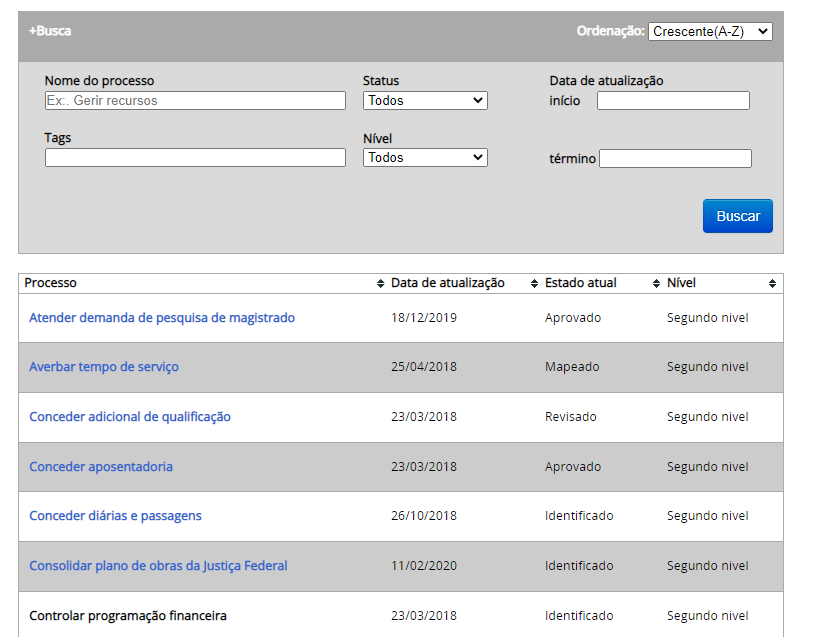 +Busca Ordenação: Crescente(A-Z)
Nome do processo Status Data de atualização
Ex:. Gerir recursos Todos início
Tags Nível
Todos término
Buscar
Processo Data de atualização Estado atual Nível
Atender demanda de pesquisa de magistrado 18/12/2019 Aprovado Segundo nivel
Averbar tempo de serviço 25/04/2018 Mapeado Segundo nivel
Conceder adicional de qualificação 23/03/2018 Revisado Segundo nivel
Conceder aposentadoria 23/03/2018 Aprovado Segundo nivel
Conceder diárias e passagens 26/10/2018 Identificado Segundo nivel
Consolidar plano de obras da Justiça Federal 11/02/2020 Identificado Segundo nivel
Controlar programação financeira 23/03/2018 Identificado Segundo nivel